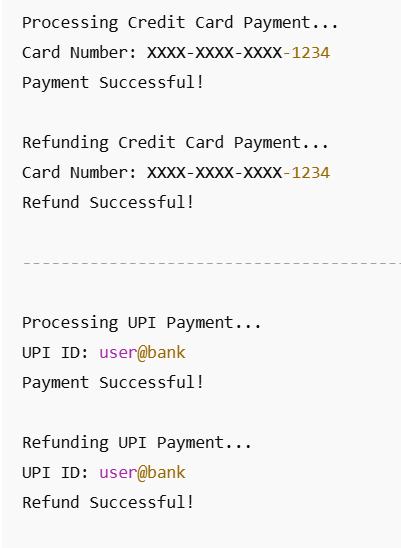 Processing Credit Card Payment...
Card Number: XXXX-XXXX-XXXX-1234
Payment Successful!
Refunding Credit Card Payment...
Card Number: XXXX-XXXX-XXXX-1234
Refund Successful!
----------------------------------------
Processing UPI Payment...
UPI ID: user@bank
Payment Successful!
Refunding UPI Payment...
UPI ID: user@bank
Refund Successful!